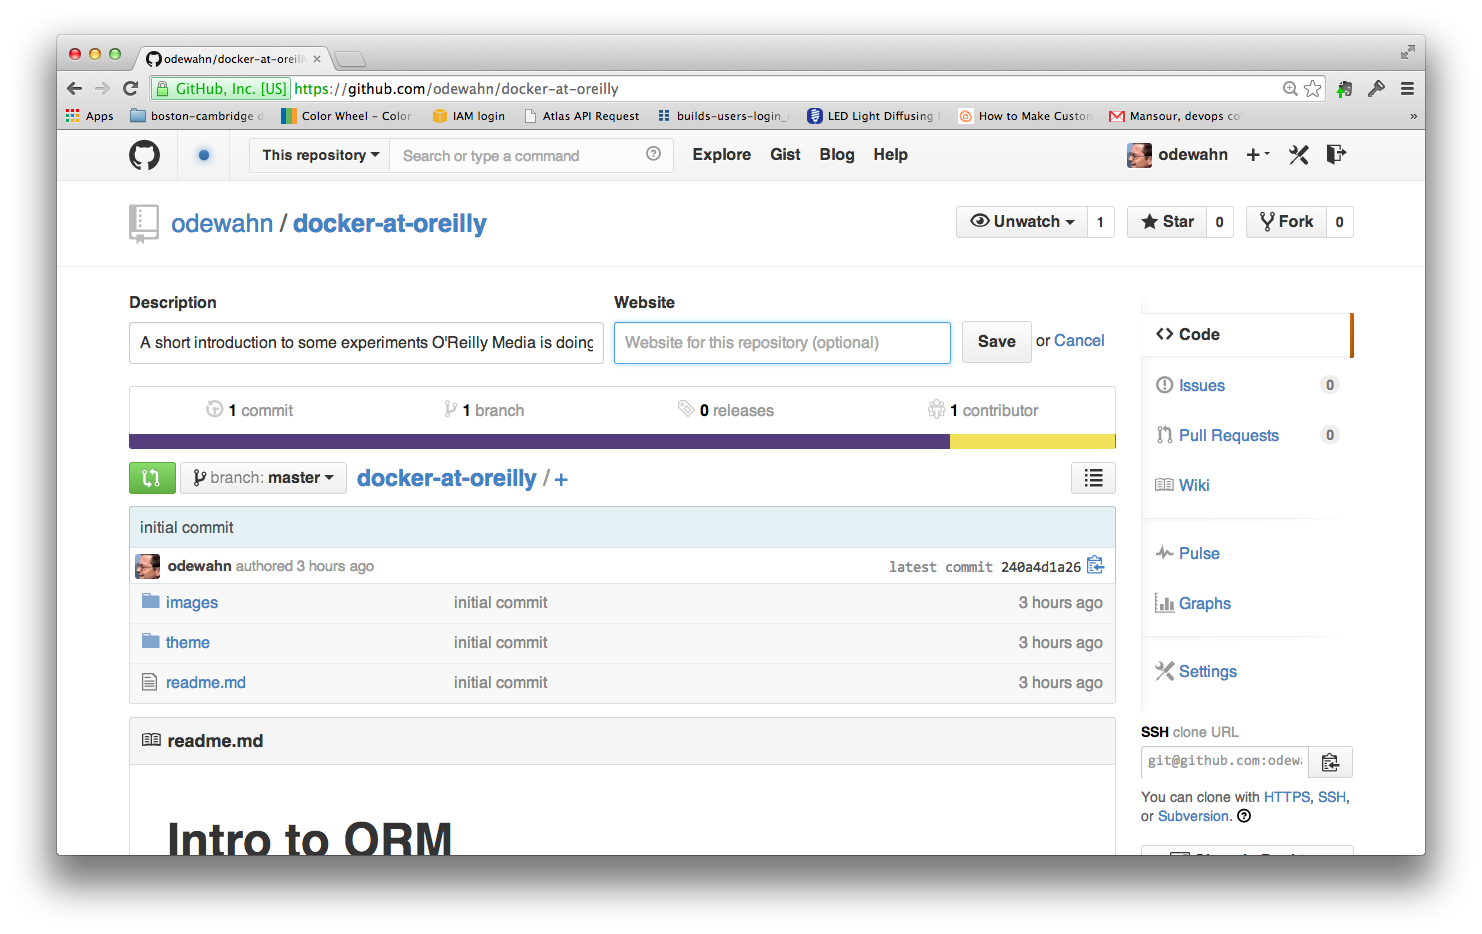 odewahn/docker-at-oreill
GitHub, Inc. [US] https://github.com/odewahn/docker-at-oreilly
Apps boston-cambridge d Color Wheel - Color IAM login Atlas API Request builds-users-login_ LED Light Diffusing How to Make Custom Mansour, devops co »
This repository Search or type a command Explore Gist Blog Help odewahn +
odewahn / docker-at-oreilly Unwatch 1 Star 0 Fork 0
Description Website
A short introduction to some experiments O'Reilly Media is doing Website for this repository (optional) Save or Cancel
1 commit 1 branch 0 releases 1 contributor
branch: master docker-at-oreilly / +
initial commit
odewahn authored 3 hours ago latest commit 240a4d1a26
images initial commit 3 hours ago
theme initial commit 3 hours ago
readme.md initial commit 3 hours ago
readme.md
Intro to ORM
Code
Issues 0
Pull Requests 0
Wiki
Pulse
Graphs
Settings
SSH clone URL
git@github.com:odewa
You can clone with HTTPS, SSH,
or Subversion.